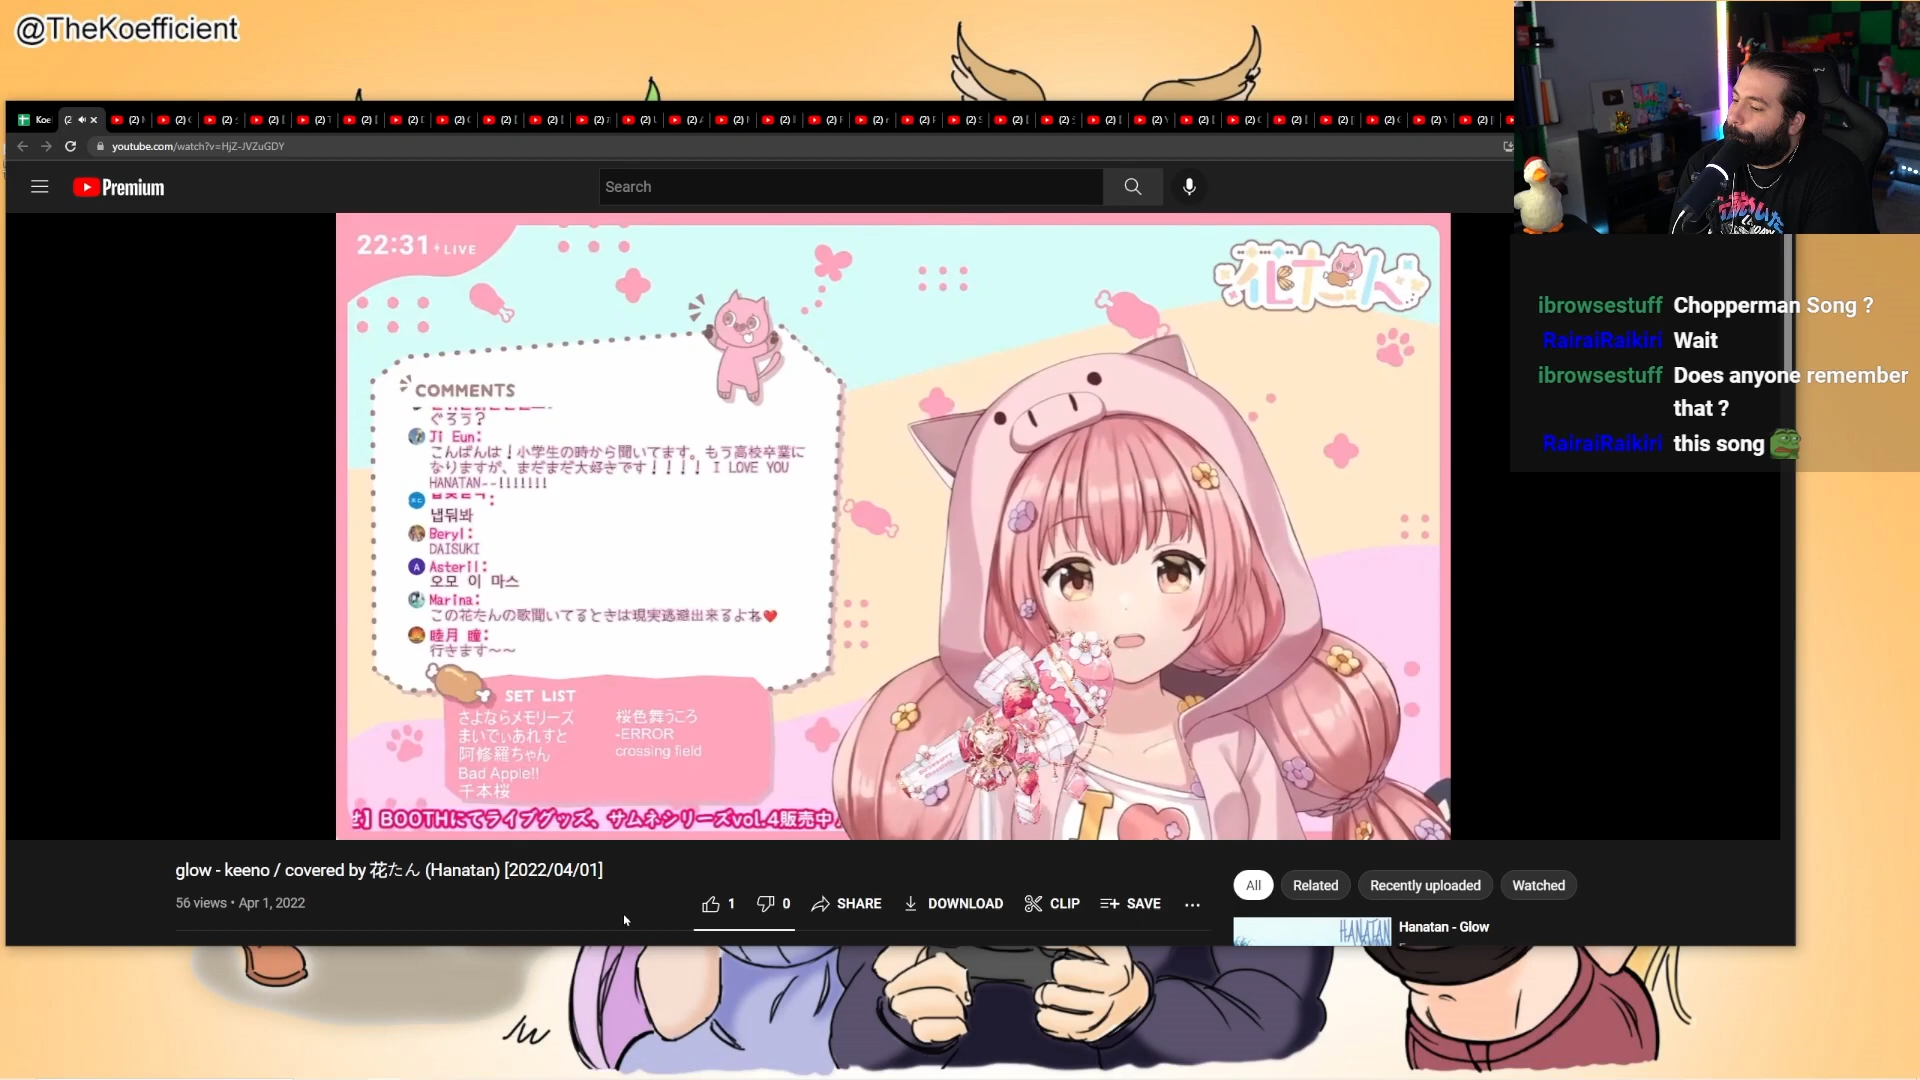 @TheKoefficient
Koe
youtube.com/watch?v=HjZ-JVZuGDY
Premium
Search
22:31 LIVE
花たん
COMMENTS
ぐろう?
Ji Eun:
こんばんは!小学生の時から聞いてます。もう高校卒業に
なりますが、まだまだ大好きです!!!! I LOVE YOU
HANATAN--!!!!!!!
냅둬봐
Beryl:
DAISUKI
Asteril:
오모 이 마스
Marina:
この花たんの歌聞いてるときは現実逃避出来るよね❤
睦月 瞳:
行きます~~
SET LIST
さよならメモリーズ
まいでぃあれすと
阿修羅ちゃん
Bad Apple!!
千本桜
桜色舞うころ
-ERROR
crossing field
】BOOTHにてライブグッズ、サムネシリーズvol.4販売中
I
glow - keeno / covered by 花たん (Hanatan) [2022/04/01]
56 views • Apr 1, 2022
1
0
SHARE
DOWNLOAD
CLIP
SAVE
All
Related
Recently uploaded
Watched
HANATAN
Hanatan - Glow
ibrowsestuff Chopperman Song ?
RairaiRaikiri Wait
ibrowsestuff Does anyone remember
that ?
RairaiRaikiri this song